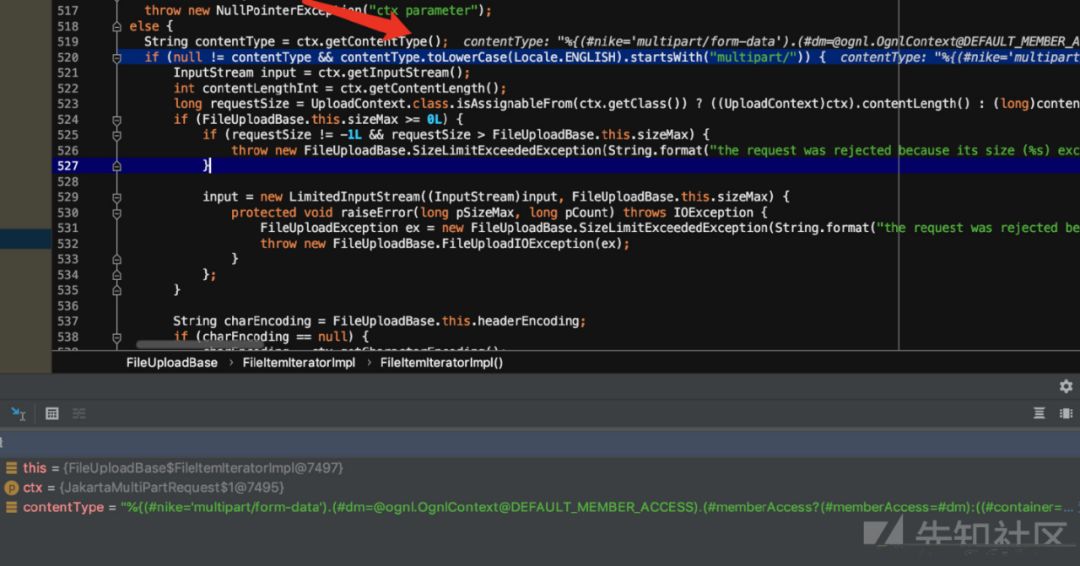 517 throw new NullPointerException("ctx parameter");
518 else {
519 String contentType = ctx.getContentType(); contentType: "%{(#nike='multipart/form-data').(#dm=@ognl.OgnlContext@DEFAULT_MEMBER_A
520 if (null != contentType && contentType.toLowerCase(Locale.ENGLISH).startsWith("multipart/")) { contentType: "%{(#nike='multipart
521 InputStream input = ctx.getInputStream();
522 int contentLengthInt = ctx.getContentLength();
523 long requestSize = UploadContext.class.isAssignableFrom(ctx.getClass()) ? ((UploadContext)ctx).contentLength() : (long)conten
524 if (FileUploadBase.this.sizeMax >= 0L) {
525 if (requestSize != -1L && requestSize > FileUploadBase.this.sizeMax) {
526 throw new FileUploadBase.SizeLimitExceededException(String.format("the request was rejected because its size (%s) exc
527 }
528
529 input = new LimitedInputStream((InputStream)input, FileUploadBase.this.sizeMax) {
530 protected void raiseError(long pSizeMax, long pCount) throws IOException {
531 FileUploadException ex = new FileUploadBase.SizeLimitExceededException(String.format("the request was rejected be
532 throw new FileUploadBase.FileUploadIOException(ex);
533 }
534 };
535 }
536
537 String charEncoding = FileUploadBase.this.headerEncoding;
538 if (charEncoding == null) {
FileUploadBase › FileItemIteratorImpl › FileItemIteratorImpl()
this = {FileUploadBase$FileItemIteratorImpl@7497}
ctx = {JakartaMultiPartRequest$1@7495}
contentType = "%{(#nike='multipart/form-data').(#dm=@ognl.OgnlContext@DEFAULT_MEMBER_ACCESS).(#memberAccess?(#memberAccess=#dm):((#container=...
先知社区